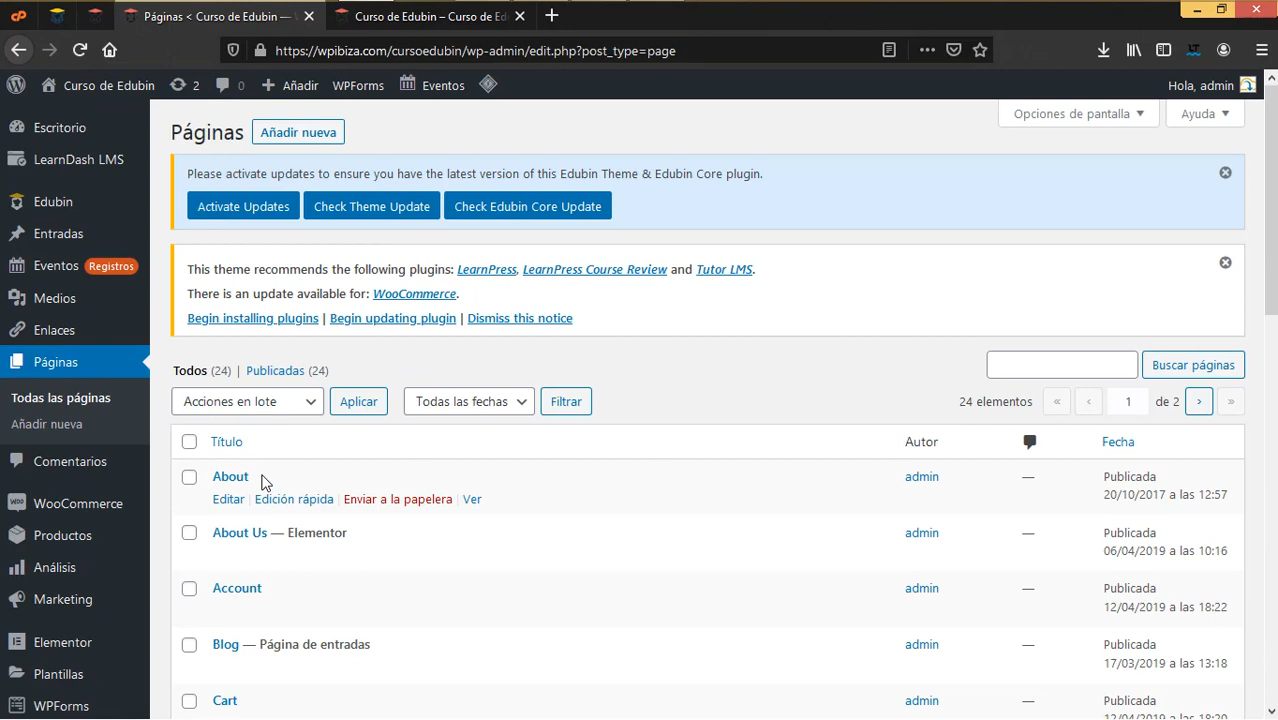 Páginas < Curso de Edubin —
Curso de Edubin – Curso de Ed
https://wpibiza.com/cursoedubin/wp-admin/edit.php?post_type=page
Curso de Edubin
2
0
Añadir
WPForms
Eventos
Hola, admin
Escritorio
LearnDash LMS
Edubin
Entradas
Eventos Registros
Medios
Enlaces
Páginas
Todas las páginas
Añadir nueva
Comentarios
WooCommerce
Productos
Análisis
Marketing
Elementor
Plantillas
WPForms
Opciones de pantalla
Ayuda
Páginas Añadir nueva
Please activate updates to ensure you have the latest version of this Edubin Theme & Edubin Core plugin.
Activate Updates Check Theme Update Check Edubin Core Update
This theme recommends the following plugins: LearnPress, LearnPress Course Review and Tutor LMS.
There is an update available for: WooCommerce.
Begin installing plugins | Begin updating plugin | Dismiss this notice
Todos (24) | Publicadas (24)
Buscar páginas
Acciones en lote Aplicar Todas las fechas Filtrar 24 elementos « ‹ 1 de 2 › »
Título Autor Fecha
About admin — Publicada
20/10/2017 a las 12:57
Editar | Edición rápida | Enviar a la papelera | Ver
About Us — Elementor admin — Publicada
06/04/2019 a las 10:16
Account admin — Publicada
12/04/2019 a las 18:22
Blog — Página de entradas admin — Publicada
17/03/2019 a las 13:18
Cart admin — Publicada
12/04/2019 a las 18:20